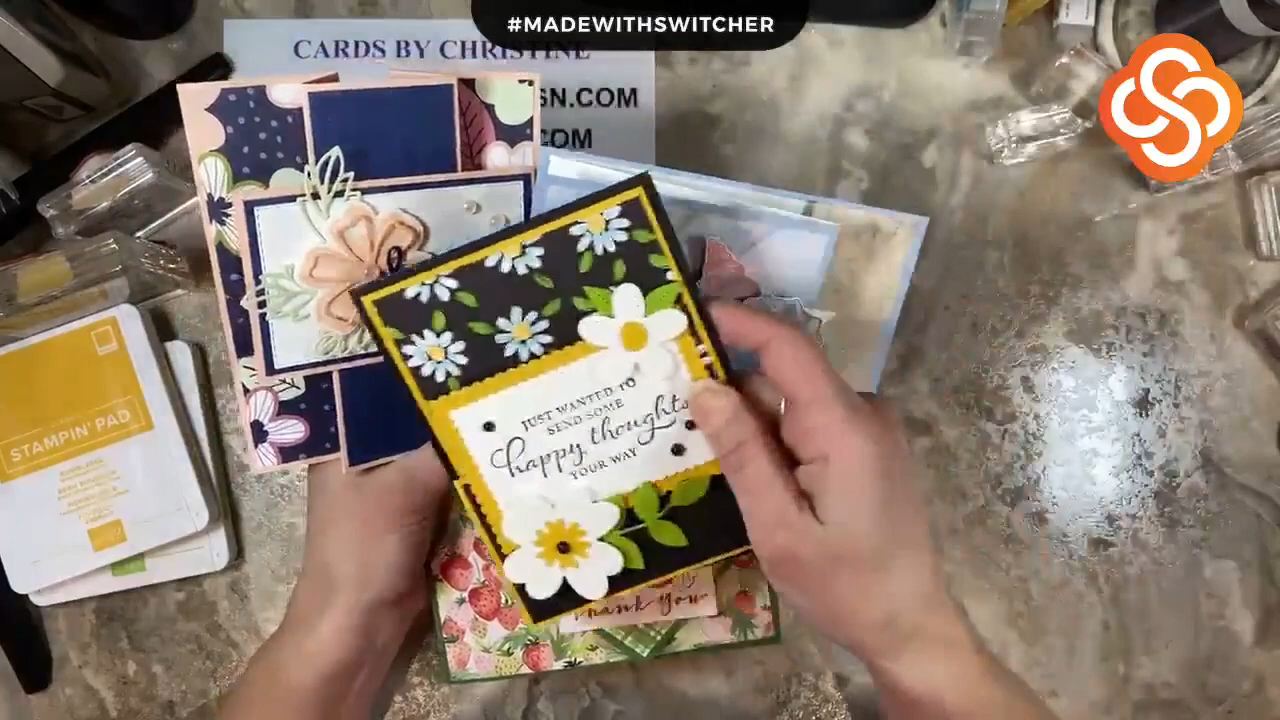 #MADEWITHSWITCHER
CARDS BY CHRISTINE
SN.COM
.COM
STAMPIN' PAD
JUST WANTED TO
SEND SOME
happy thoughts
YOUR WAY
Thank You